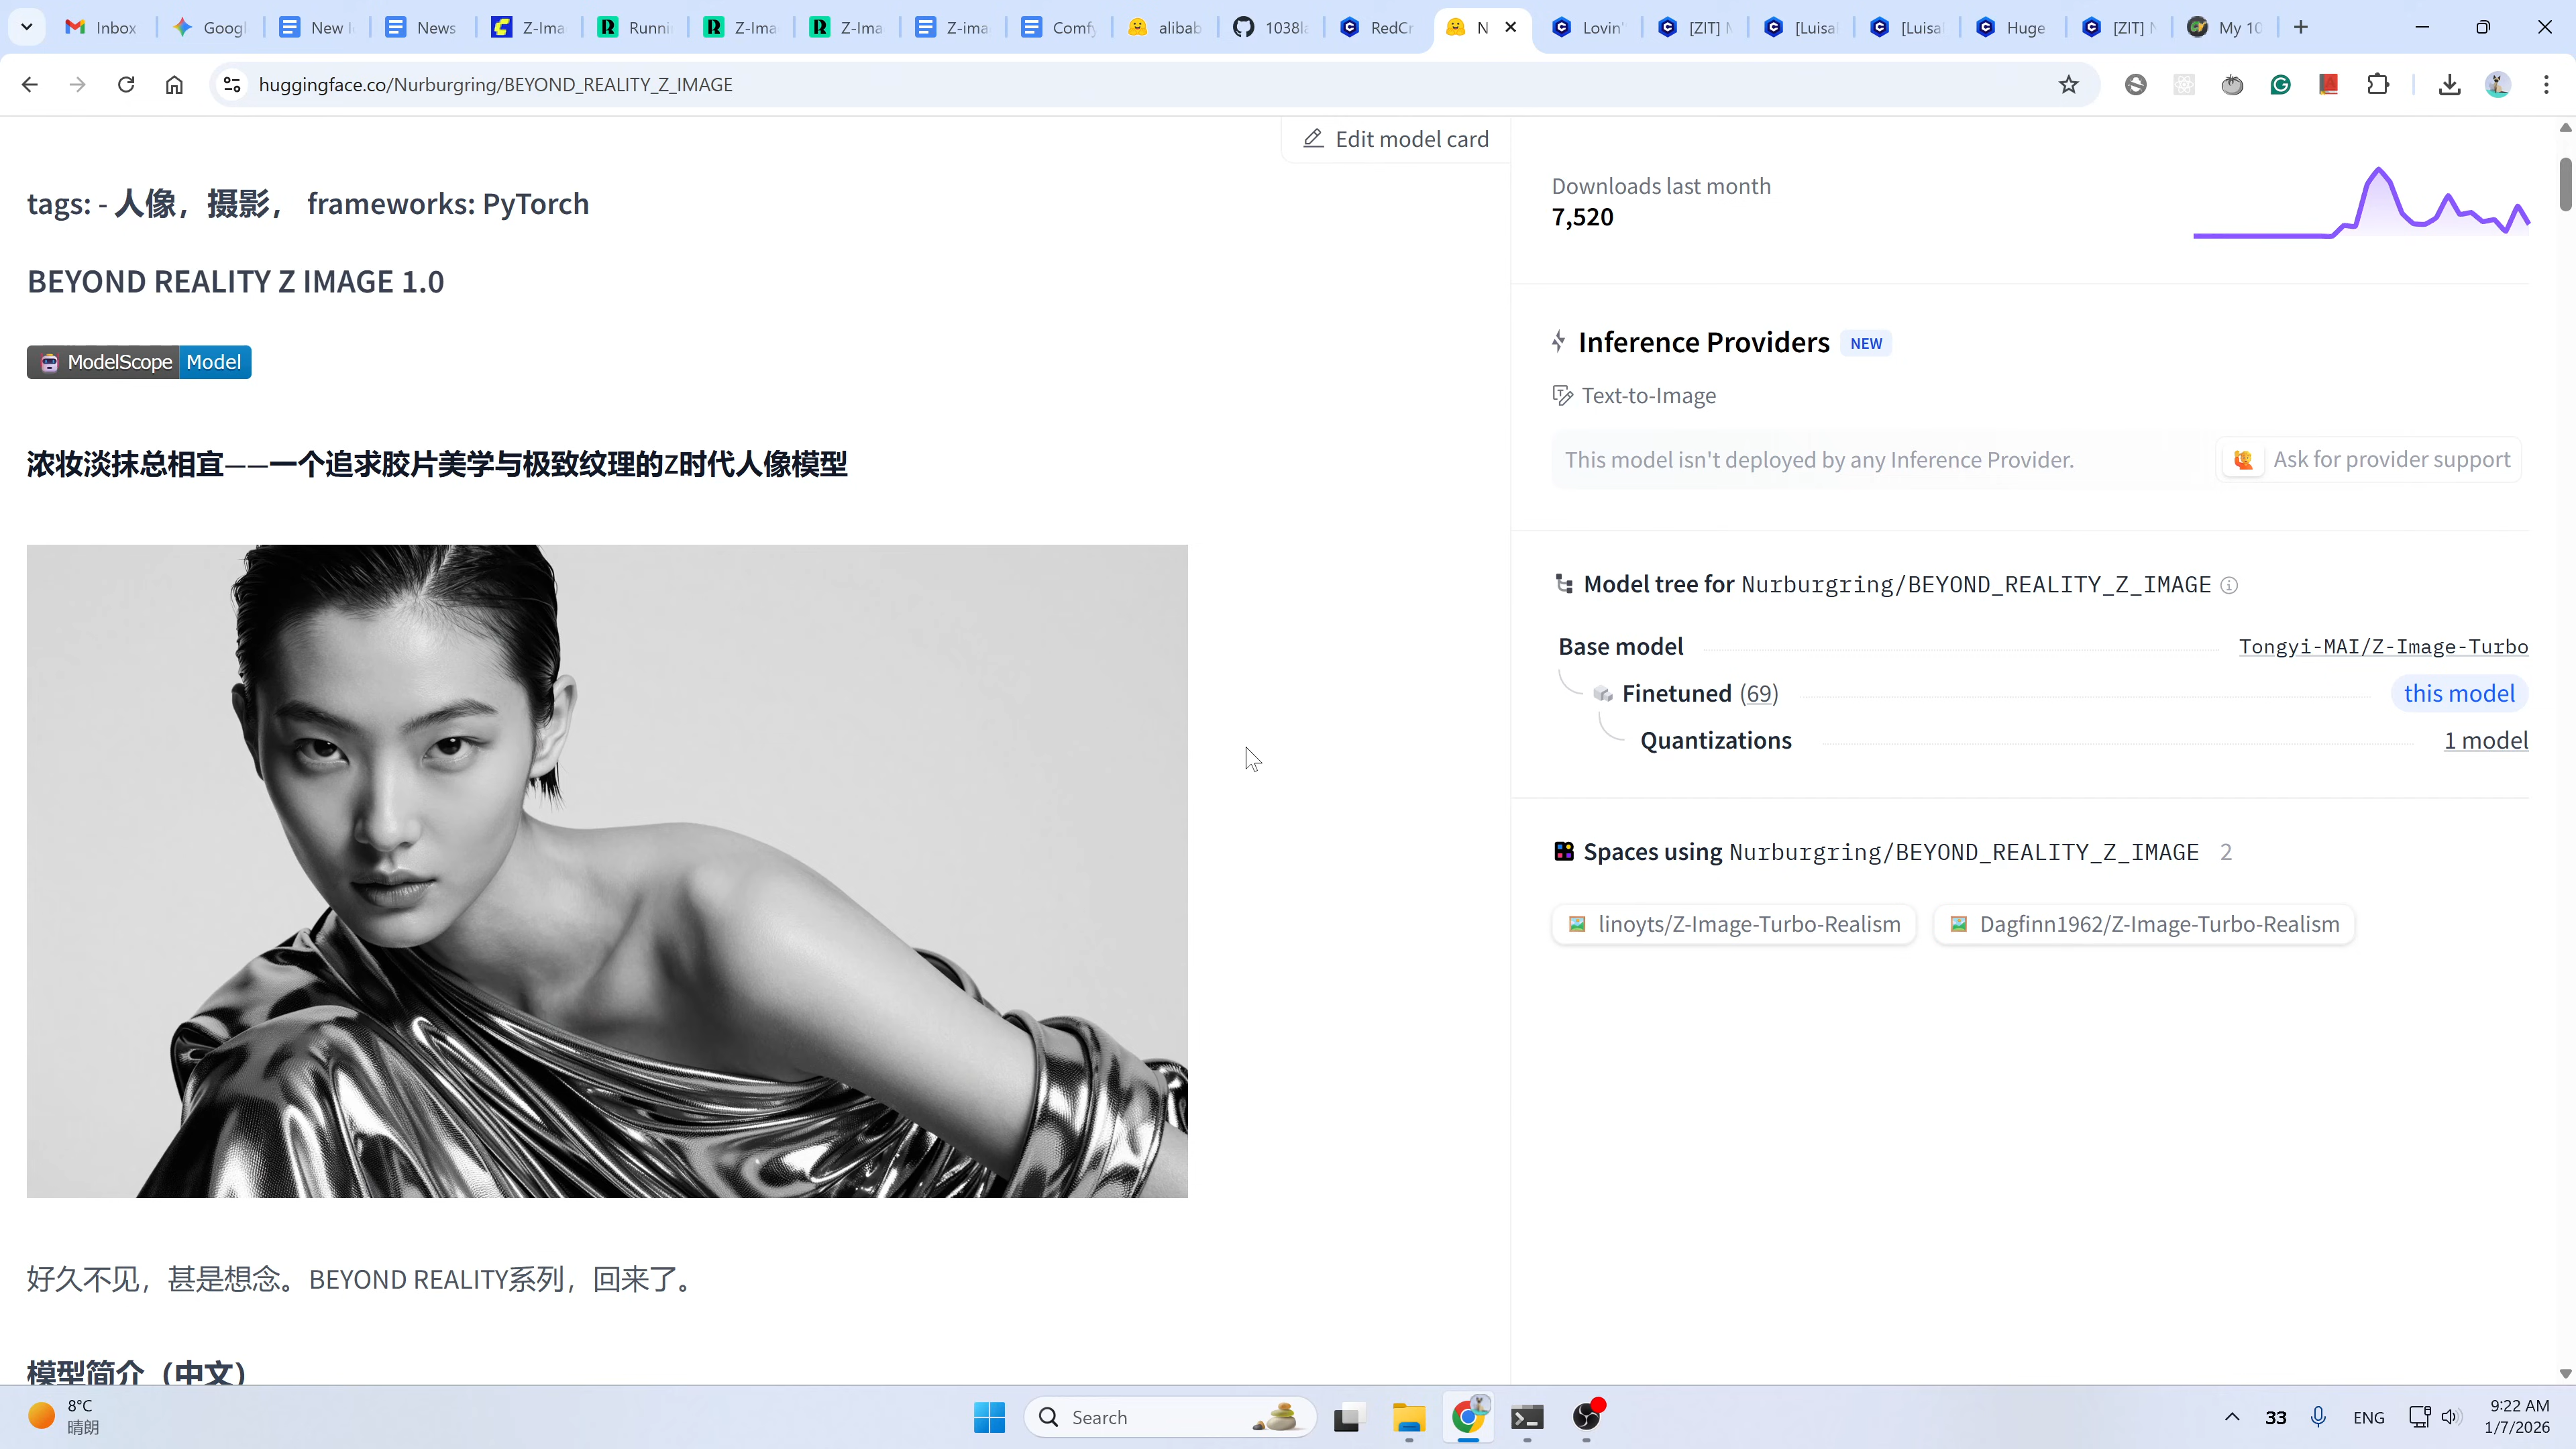 Inbox
Googl
New I
News
Z-Ima
Runni
Z-Ima
Z-Ima
Z-ima
Comfy
alibab
1038la
RedCr
N
Lovin'
[ZIT] N
[Luisa
[Luisa
Huge
[ZIT] N
My 10
huggingface.co/Nurburgring/BEYOND_REALITY_Z_IMAGE
Edit model card
tags: - 人像，摄影， frameworks: PyTorch
BEYOND REALITY Z IMAGE 1.0
ModelScope Model
浓妆淡抹总相宜——一个追求胶片美学与极致纹理的Z时代人像模型
好久不见，甚是想念。BEYOND REALITY系列，回来了。
模型简介（中文）
Downloads last month
7,520
Inference Providers NEW
Text-to-Image
This model isn't deployed by any Inference Provider.
Ask for provider support
Model tree for Nurburgring/BEYOND_REALITY_Z_IMAGE
Base model Tongyi-MAI/Z-Image-Turbo
Finetuned (69) this model
Quantizations 1 model
Spaces using Nurburgring/BEYOND_REALITY_Z_IMAGE 2
linoyts/Z-Image-Turbo-Realism
Dagfinn1962/Z-Image-Turbo-Realism
8°C
晴朗
Search
33
ENG
9:22 AM
1/7/2026